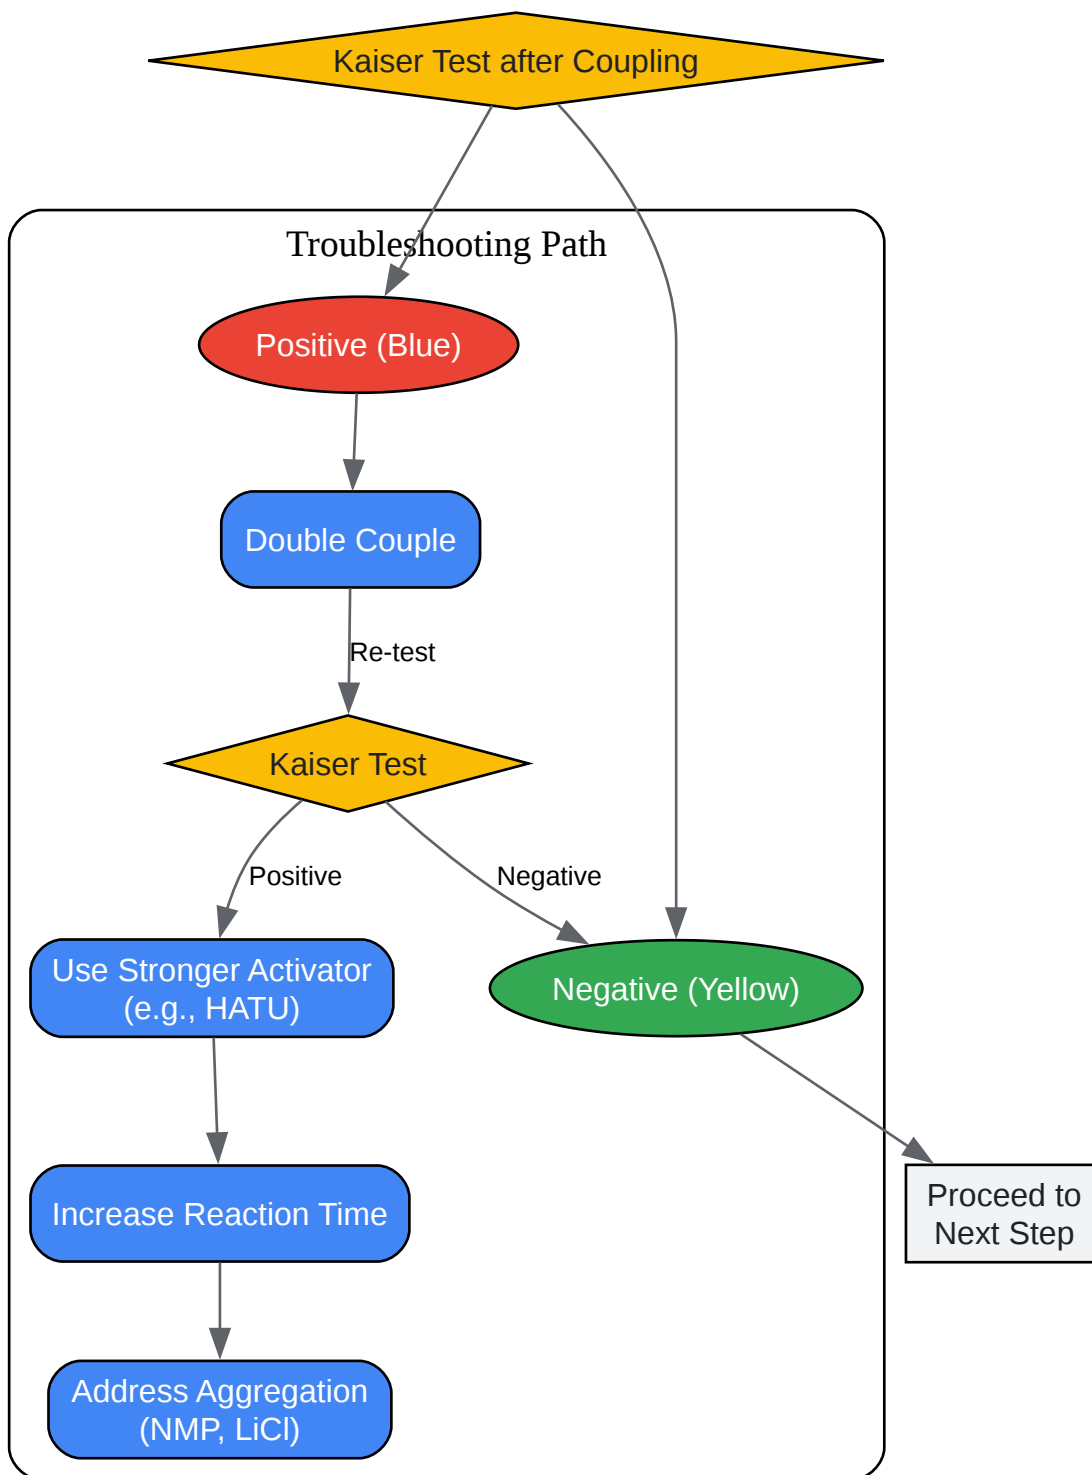 Kaiser Test after Coupling
Troubleshooting Path
Positive (Blue)
Double Couple
Re-test
Kaiser Test
Positive
Negative
Use Stronger Activator
(e.g., HATU)
Negative (Yellow)
Increase Reaction Time
Proceed to
Next Step
Address Aggregation
(NMP, LiCl)